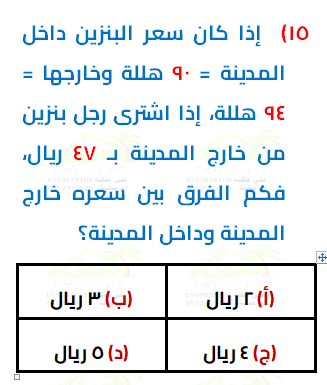 ١٥) إذا كان سعر البنزين داخل
المدينة = ٩٠ هللة وخارجها =
٩٤ هللة، إذا اشترى رجل بنزين
من خارج المدينة بـ ٤٧ ريال،
فكم الفرق بين سعره خارج
المدينة وداخل المدينة؟
(أ) ٢ ريال (ب) ٣ ريال
(ج) ٤ ريال (د) ٥ ريال